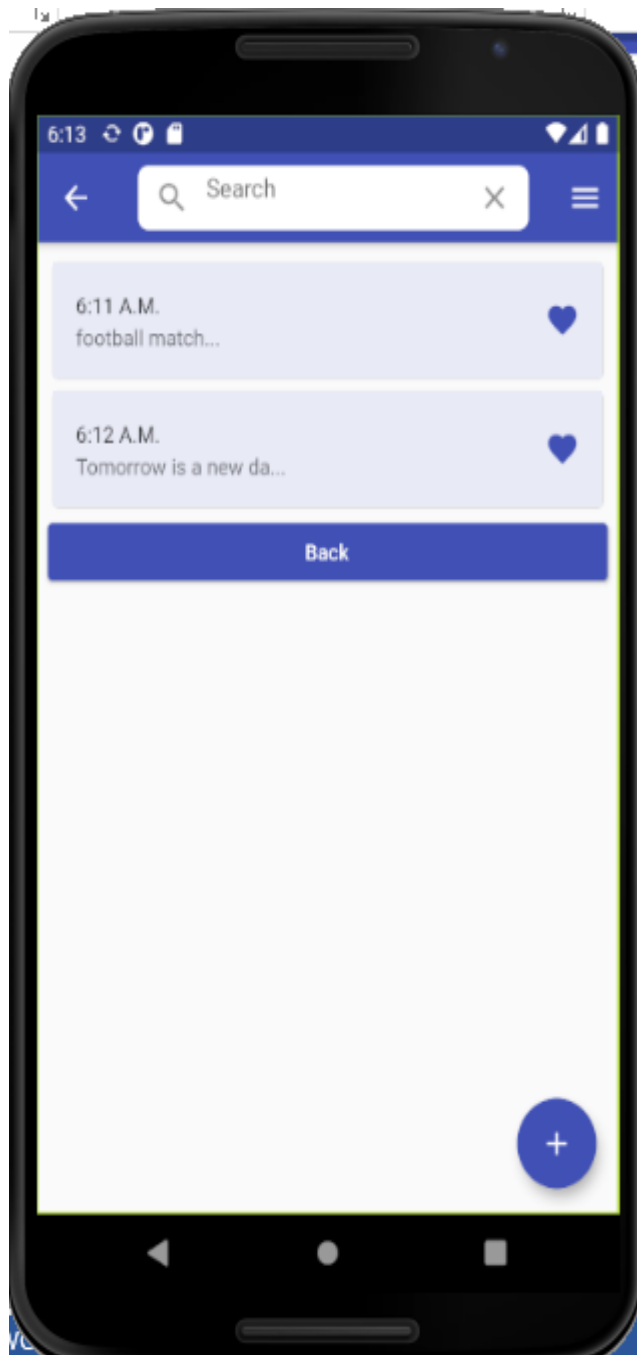 6:13
Search
6:11 A.M.
football match...
6:12 A.M.
Tomorrow is a new da...
Back